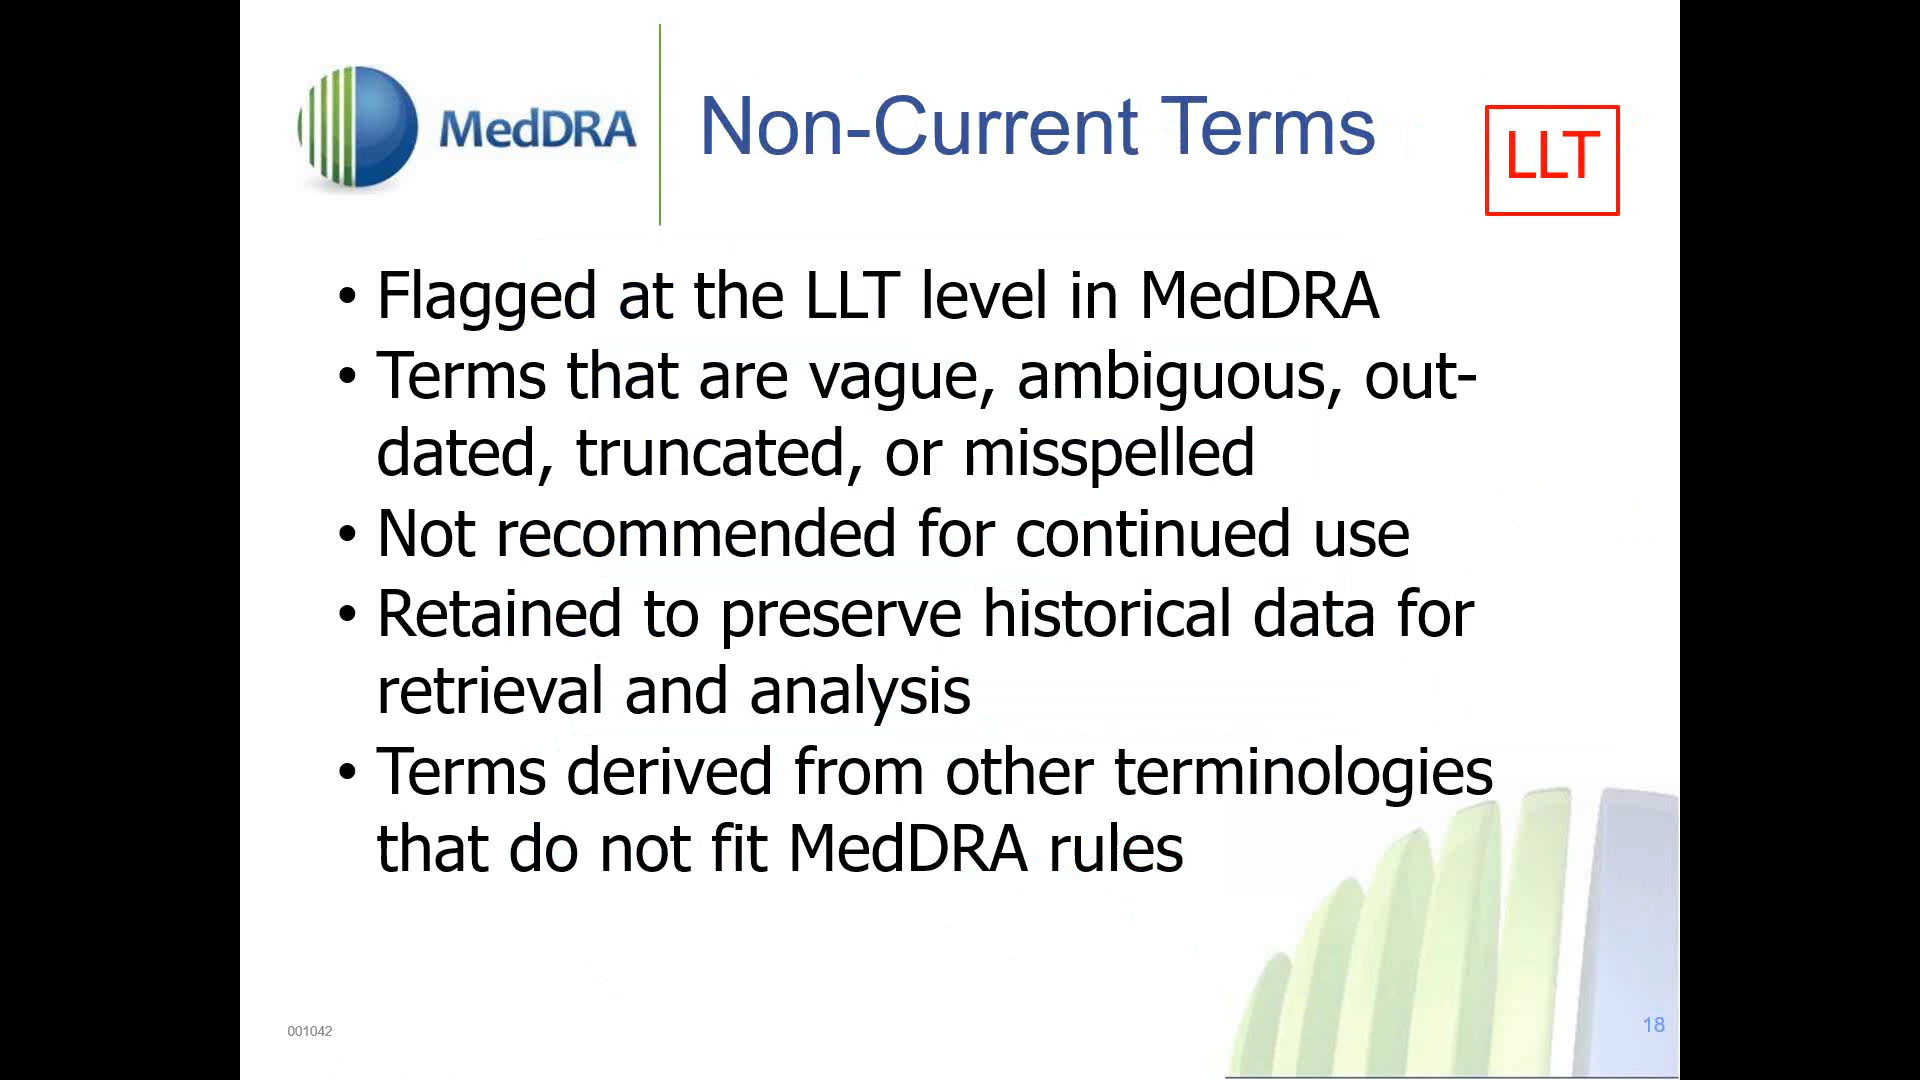 MedDRA
Non-Current Terms
LLT
• Flagged at the LLT level in MedDRA
• Terms that are vague, ambiguous, out-
dated, truncated, or misspelled
• Not recommended for continued use
• Retained to preserve historical data for
retrieval and analysis
• Terms derived from other terminologies
that do not fit MedDRA rules
001042
18